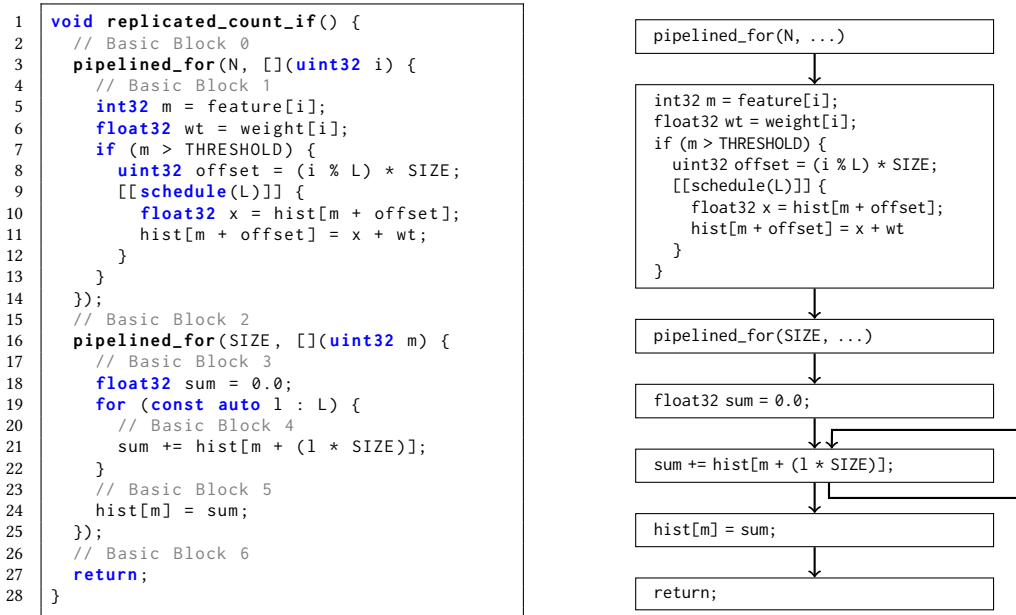 1 void replicated_count_if() {
2 // Basic Block 0
3 pipelined_for(N, [](uint32 i) {
4 // Basic Block 1
5 int32 m = feature[i];
6 float32 wt = weight[i];
7 if (m > THRESHOLD) {
8 uint32 offset = (i % L) * SIZE;
9 [[schedule(L)]] {
10 float32 x = hist[m + offset];
11 hist[m + offset] = x + wt;
12 }
13 }
14 });
15 // Basic Block 2
16 pipelined_for(SIZE, [](uint32 m) {
17 // Basic Block 3
18 float32 sum = 0.0;
19 for (const auto l : L) {
20 // Basic Block 4
21 sum += hist[m + (l * SIZE)];
22 }
23 // Basic Block 5
24 hist[m] = sum;
25 });
26 // Basic Block 6
27 return;
28 }
pipelined_for(N, ...)
int32 m = feature[i];
float32 wt = weight[i];
if (m > THRESHOLD) {
uint32 offset = (i % L) * SIZE;
[[schedule(L)]] {
float32 x = hist[m + offset];
hist[m + offset] = x + wt
}
}
pipelined_for(SIZE, ...)
float32 sum = 0.0;
sum += hist[m + (l * SIZE)];
hist[m] = sum;
return;